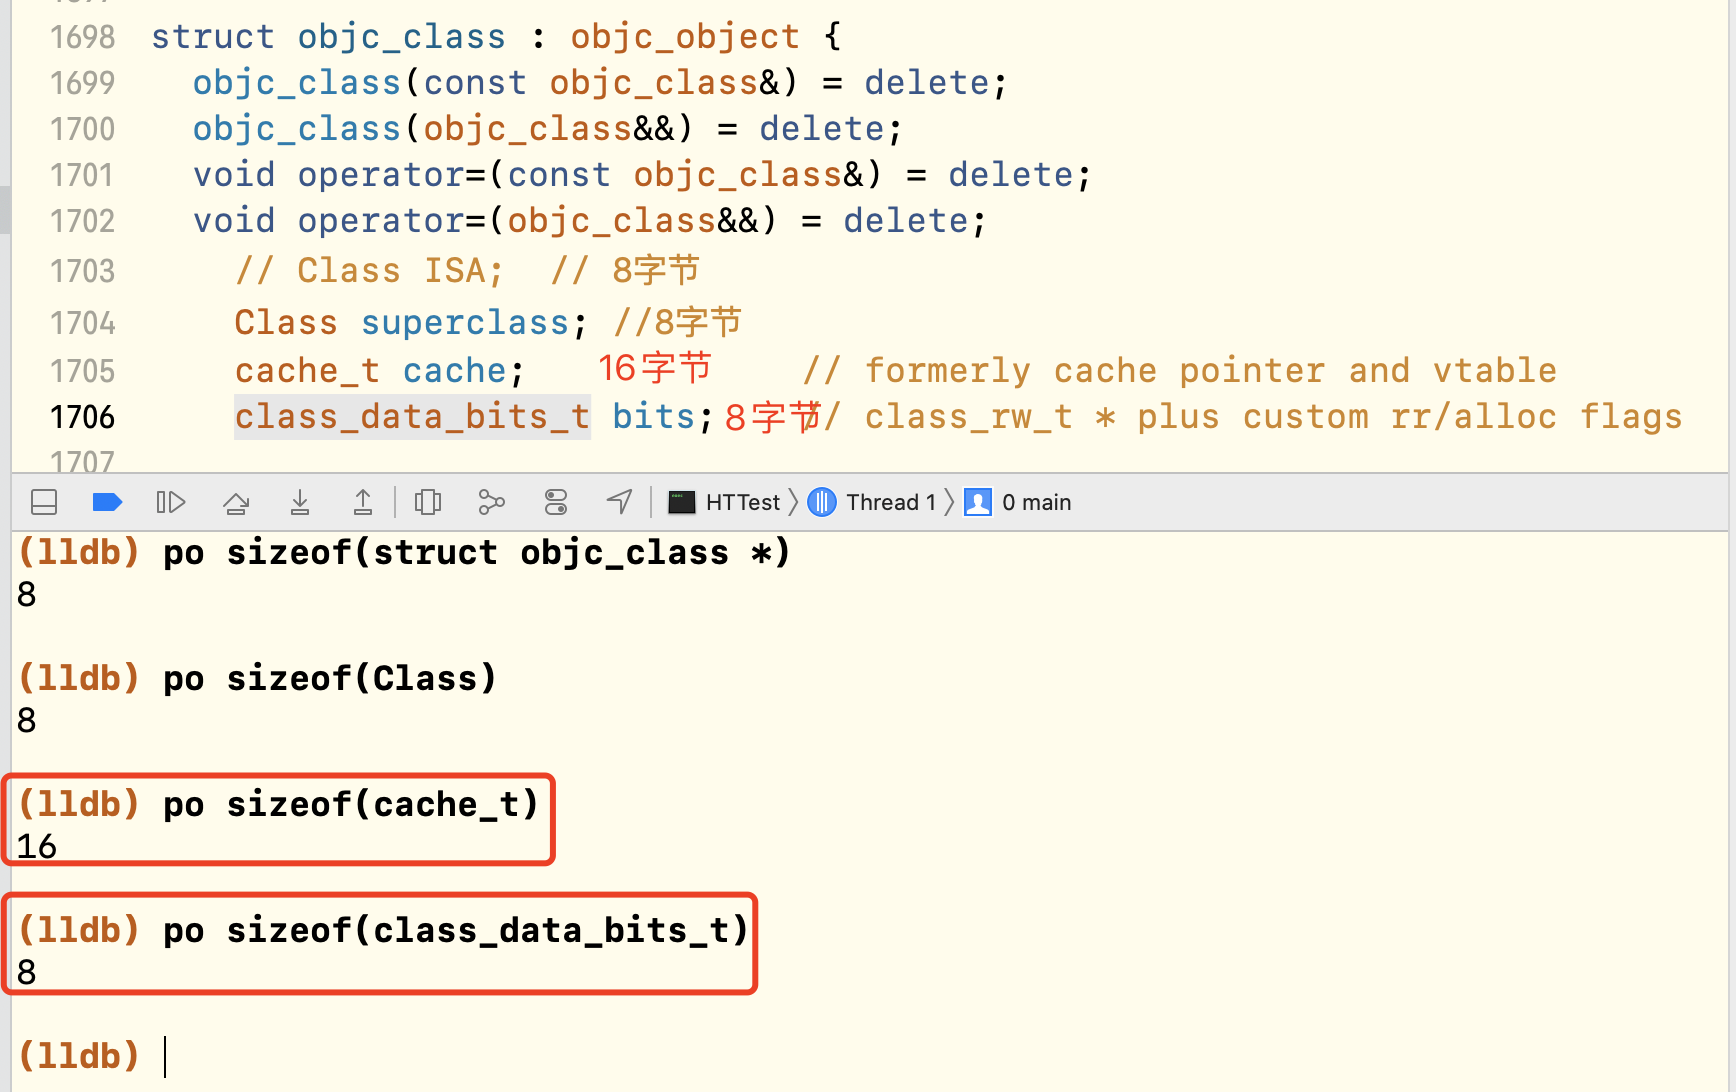 1697
1698 struct objc_class : objc_object {
1699 objc_class(const objc_class&) = delete;
1700 objc_class(objc_class&&) = delete;
1701 void operator=(const objc_class&) = delete;
1702 void operator=(objc_class&&) = delete;
1703 // Class ISA; // 8字节
1704 Class superclass; //8字节
1705 cache_t cache; 16字节 // formerly cache pointer and vtable
1706 class_data_bits_t bits; 8字节 // class_rw_t * plus custom rr/alloc flags
1707
HTTest 〉 Thread 1 〉 0 main
(lldb) po sizeof(struct objc_class *)
8
(lldb) po sizeof(Class)
8
(lldb) po sizeof(cache_t)
16
(lldb) po sizeof(class_data_bits_t)
8
(lldb)